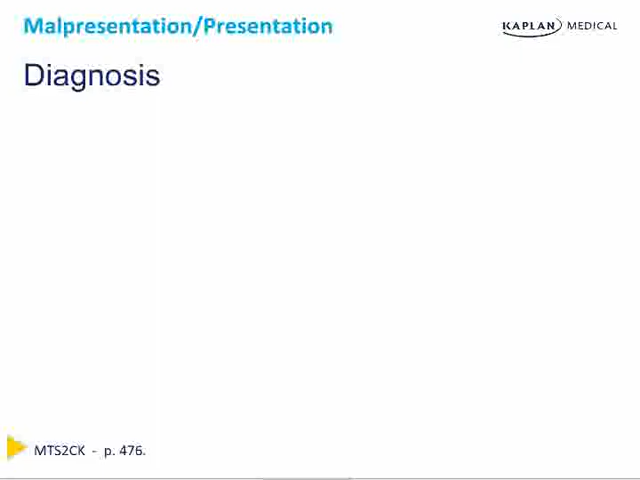 Malpresentation/Presentation
KAPLAN MEDICAL
Diagnosis
MTS2CK - p. 476.